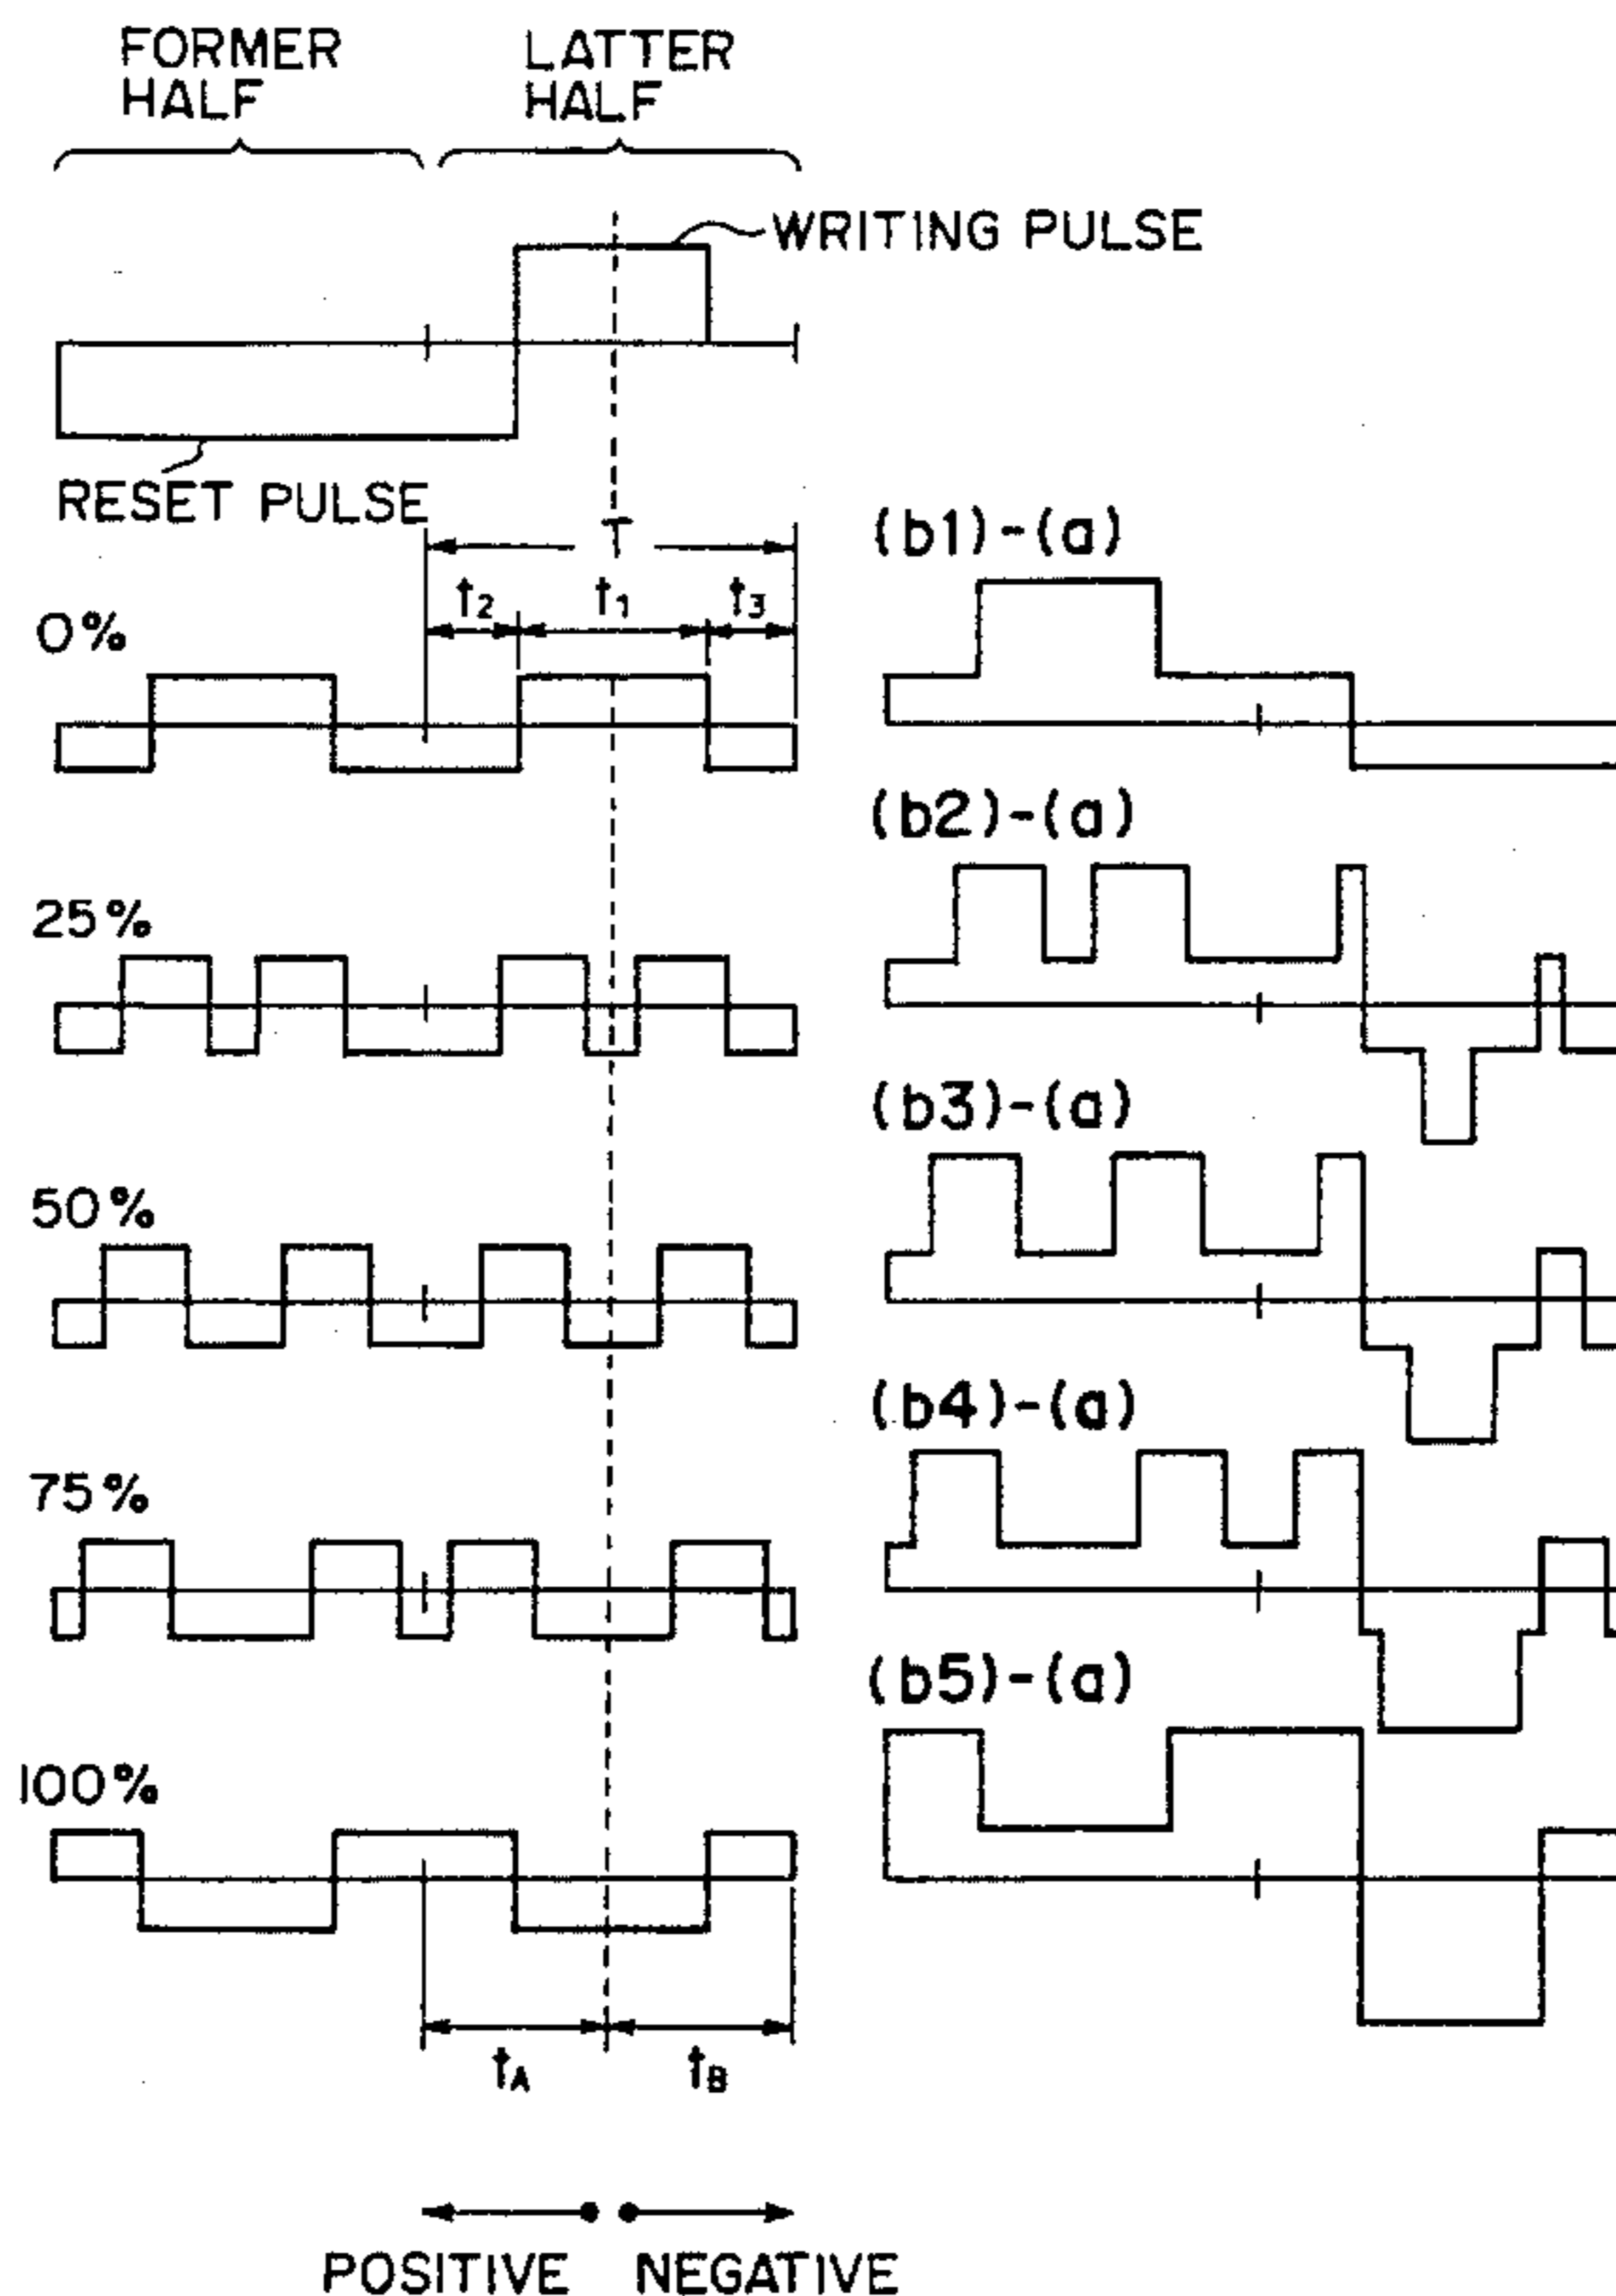 FORMER
HALF
LATTER
HALF
WRITING PULSE
RESET PULSE
T
t2
t1
t3
0%
(b1)-(a)
(b2)-(a)
25%
(b3)-(a)
50%
(b4)-(a)
75%
(b5)-(a)
100%
tA
tB
POSITIVE
NEGATIVE